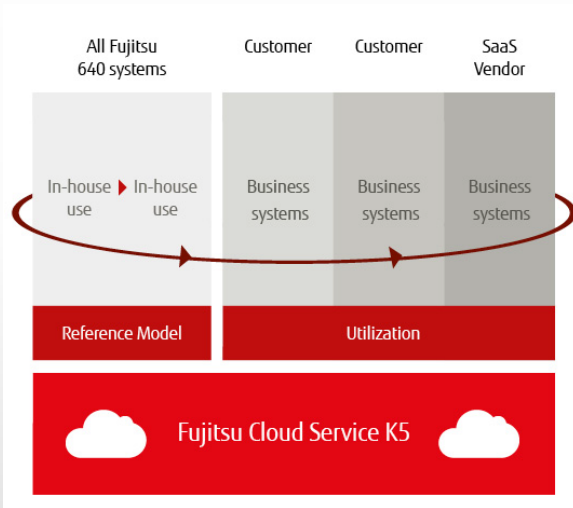 All Fujitsu
640 systems
Customer
Customer
SaaS
Vendor
In-house
use
In-house
use
Business
systems
Business
systems
Business
systems
Reference Model
Utilization
Fujitsu Cloud Service K5